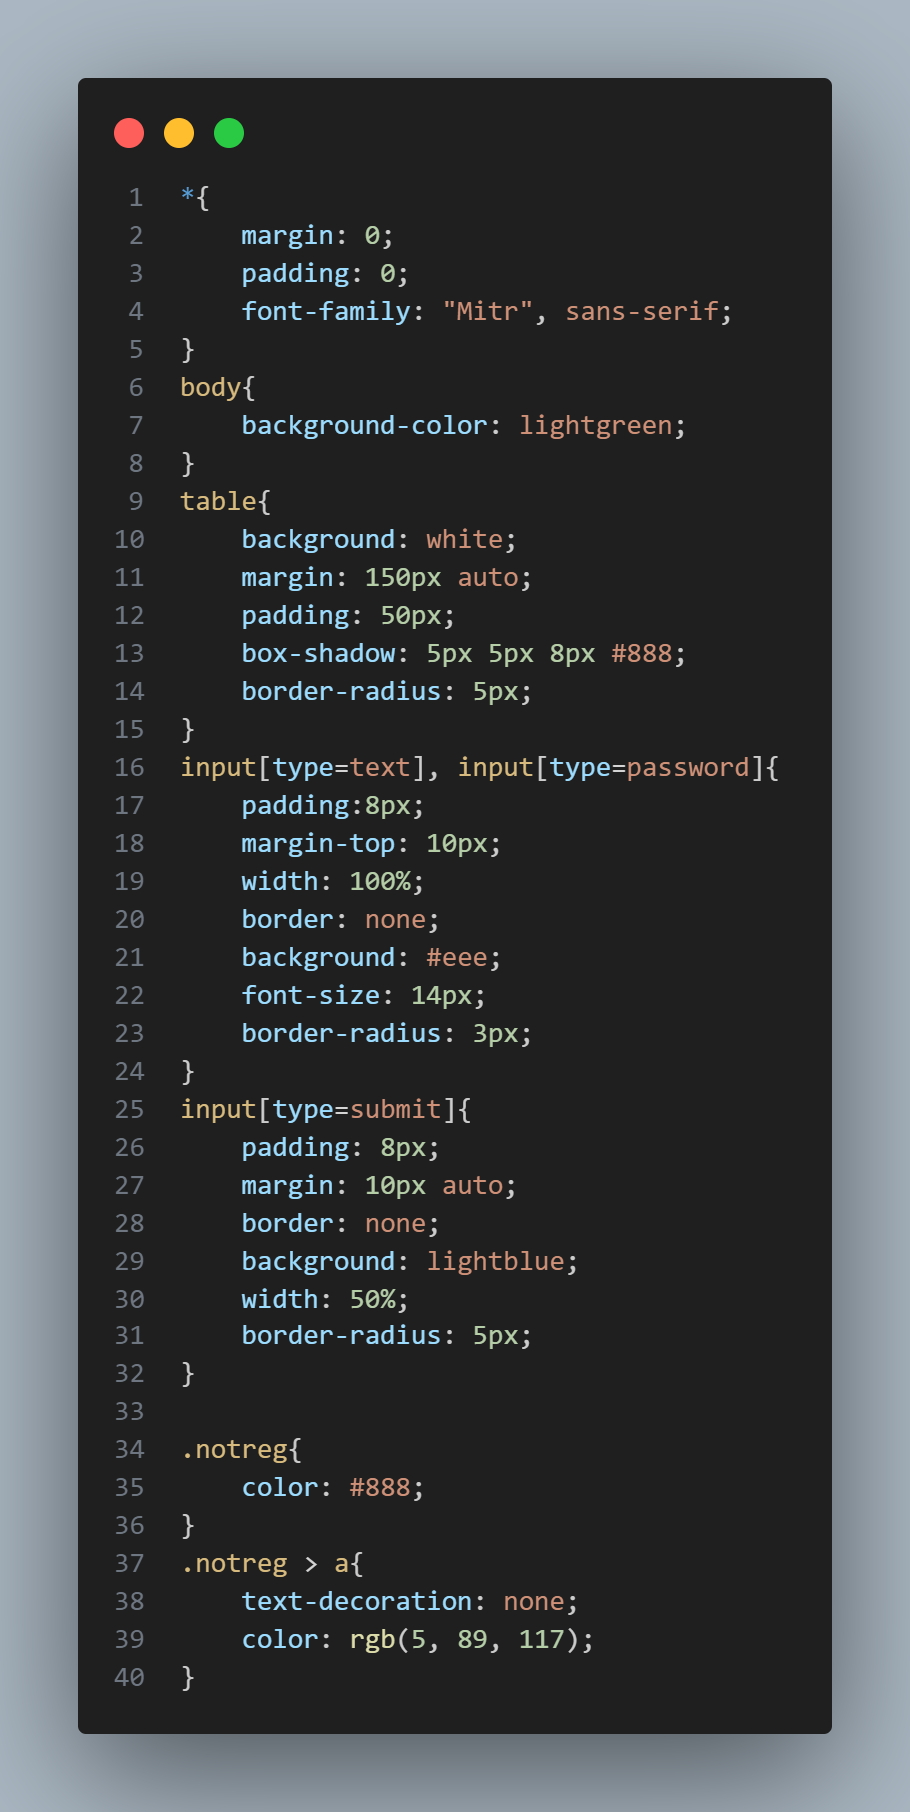 1 *{
2     margin: 0;
3     padding: 0;
4     font-family: "Mitr", sans-serif;
5 }
6 body{
7     background-color: lightgreen;
8 }
9 table{
10     background: white;
11     margin: 150px auto;
12     padding: 50px;
13     box-shadow: 5px 5px 8px #888;
14     border-radius: 5px;
15 }
16 input[type=text], input[type=password]{
17     padding:8px;
18     margin-top: 10px;
19     width: 100%;
20     border: none;
21     background: #eee;
22     font-size: 14px;
23     border-radius: 3px;
24 }
25 input[type=submit]{
26     padding: 8px;
27     margin: 10px auto;
28     border: none;
29     background: lightblue;
30     width: 50%;
31     border-radius: 5px;
32 }
33
34 .notreg{
35     color: #888;
36 }
37 .notreg > a{
38     text-decoration: none;
39     color: rgb(5, 89, 117);
40 }